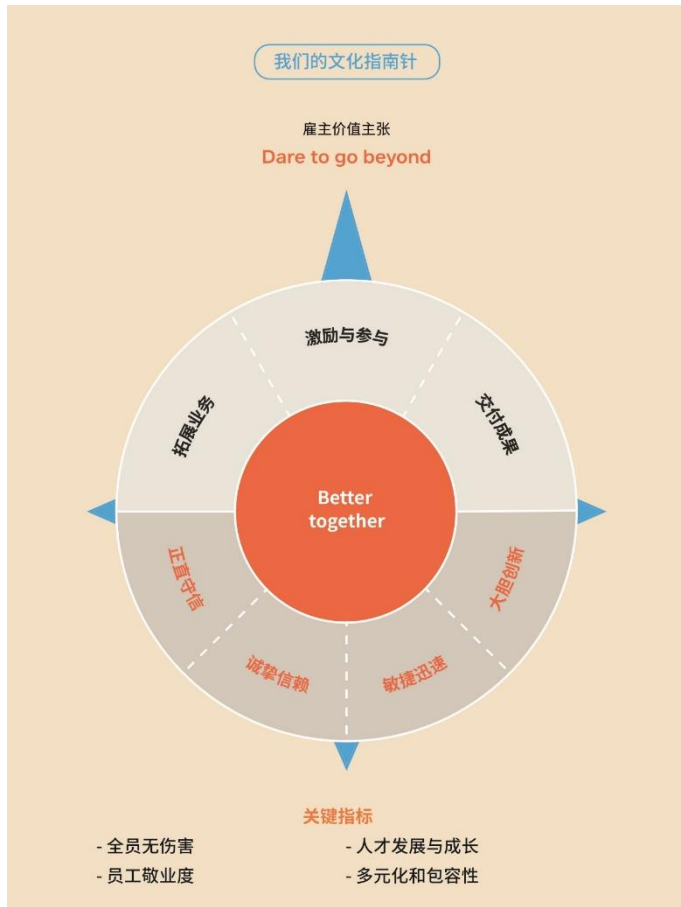 我们的文化指南针
雇主价值主张
Dare to go beyond
激励与参与
拓展业务
交付成果
Better
together
正直守信
大胆创新
诚挚信赖
敏捷迅速
关键指标
- 全员无伤害
- 人才发展与成长
- 员工敬业度
- 多元化和包容性